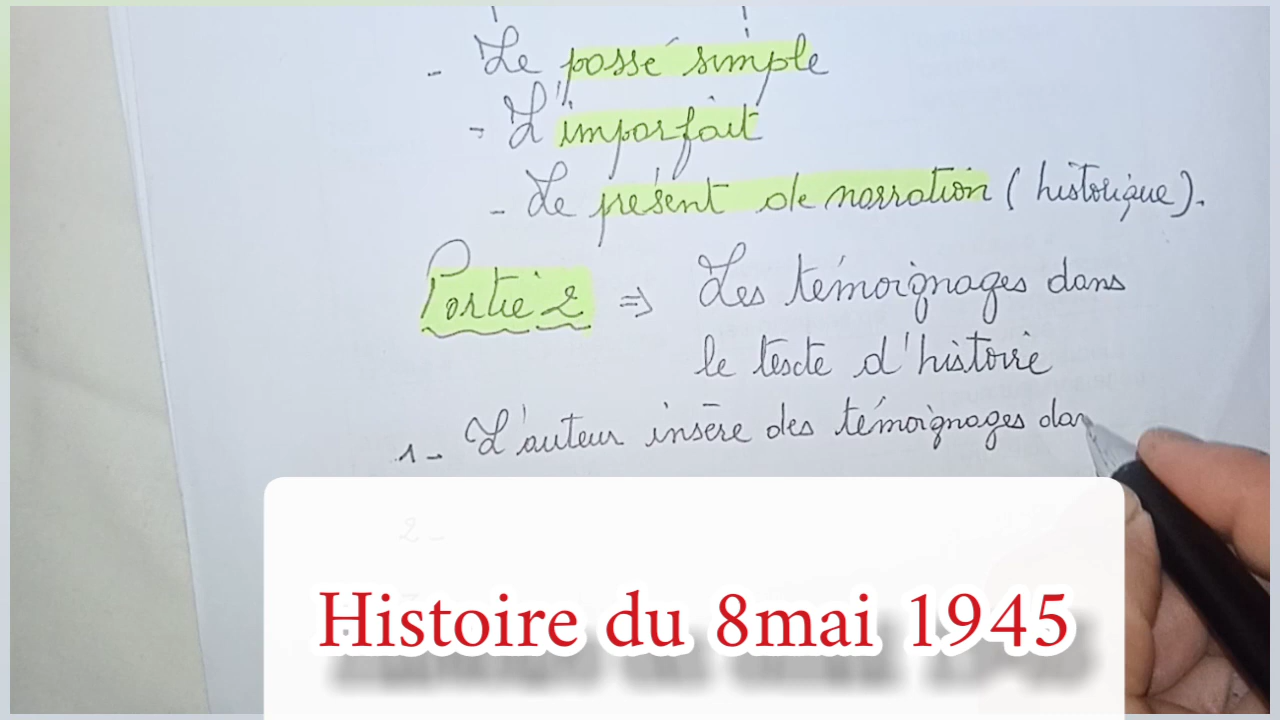 - Le passé simple
- L'imparfait
- Le présent de narration (historique).
Partie 2 ⇒ Les témoignages dans
le texte d'histoire
1- L'auteur insère des témoignages dan
2-
Histoire du 8mai 1945